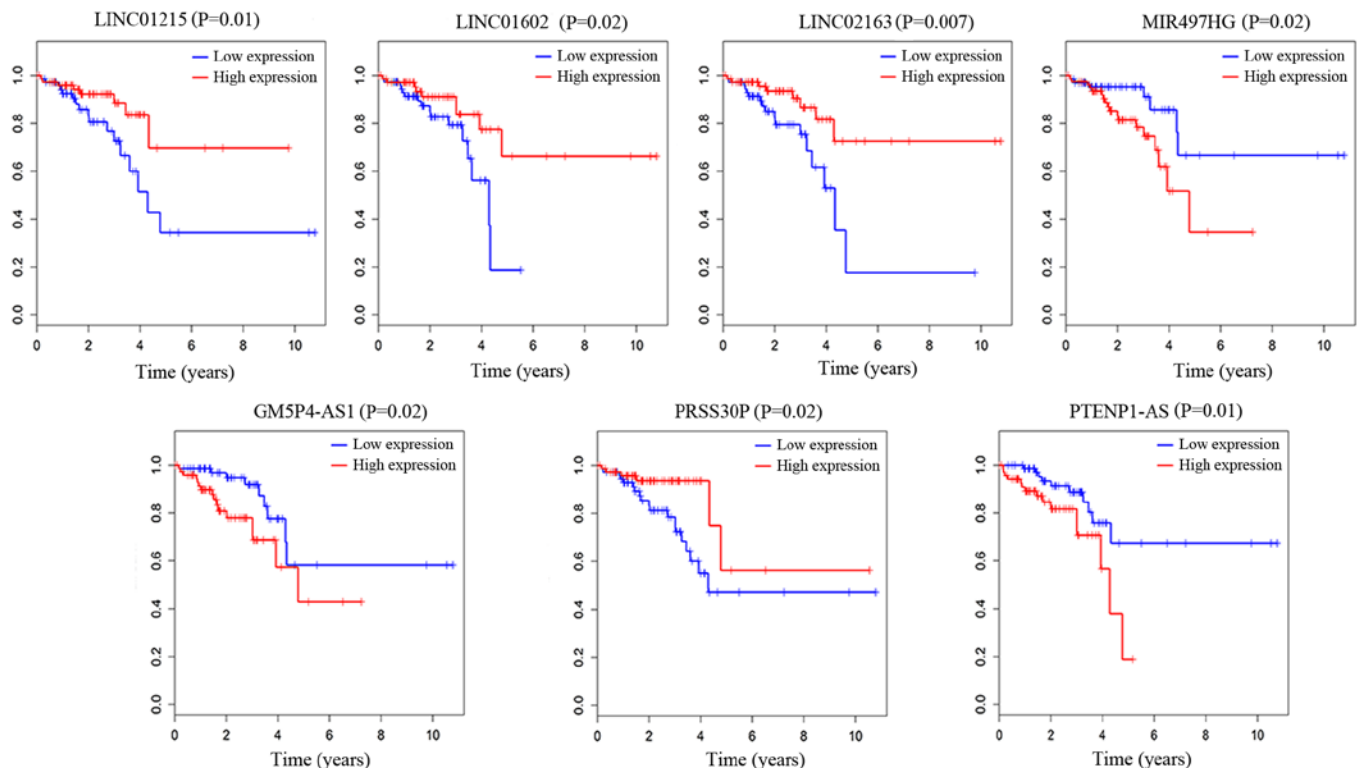 LINC01215 (P=0.01)
Low expression
High expression
1.0
0.8
0.6
0.4
0.2
0.0
0 2 4 6 8 10
Time (years)
LINC01602 (P=0.02)
Low expression
High expression
1.0
0.8
0.6
0.4
0.2
0.0
0 2 4 6 8 10
Time (years)
LINC02163 (P=0.007)
Low expression
High expression
1.0
0.8
0.6
0.4
0.2
0.0
0 2 4 6 8 10
Time (years)
MIR497HG (P=0.02)
Low expression
High expression
1.0
0.8
0.6
0.4
0.2
0.0
0 2 4 6 8 10
Time (years)
GM5P4-AS1 (P=0.02)
Low expression
High expression
1.0
0.8
0.6
0.4
0.2
0.0
0 2 4 6 8 10
Time (years)
PRSS30P (P=0.02)
Low expression
High expression
1.0
0.8
0.6
0.4
0.2
0.0
0 2 4 6 8 10
Time (years)
PTENP1-AS (P=0.01)
Low expression
High expression
1.0
0.8
0.6
0.4
0.2
0.0
0 2 4 6 8 10
Time (years)